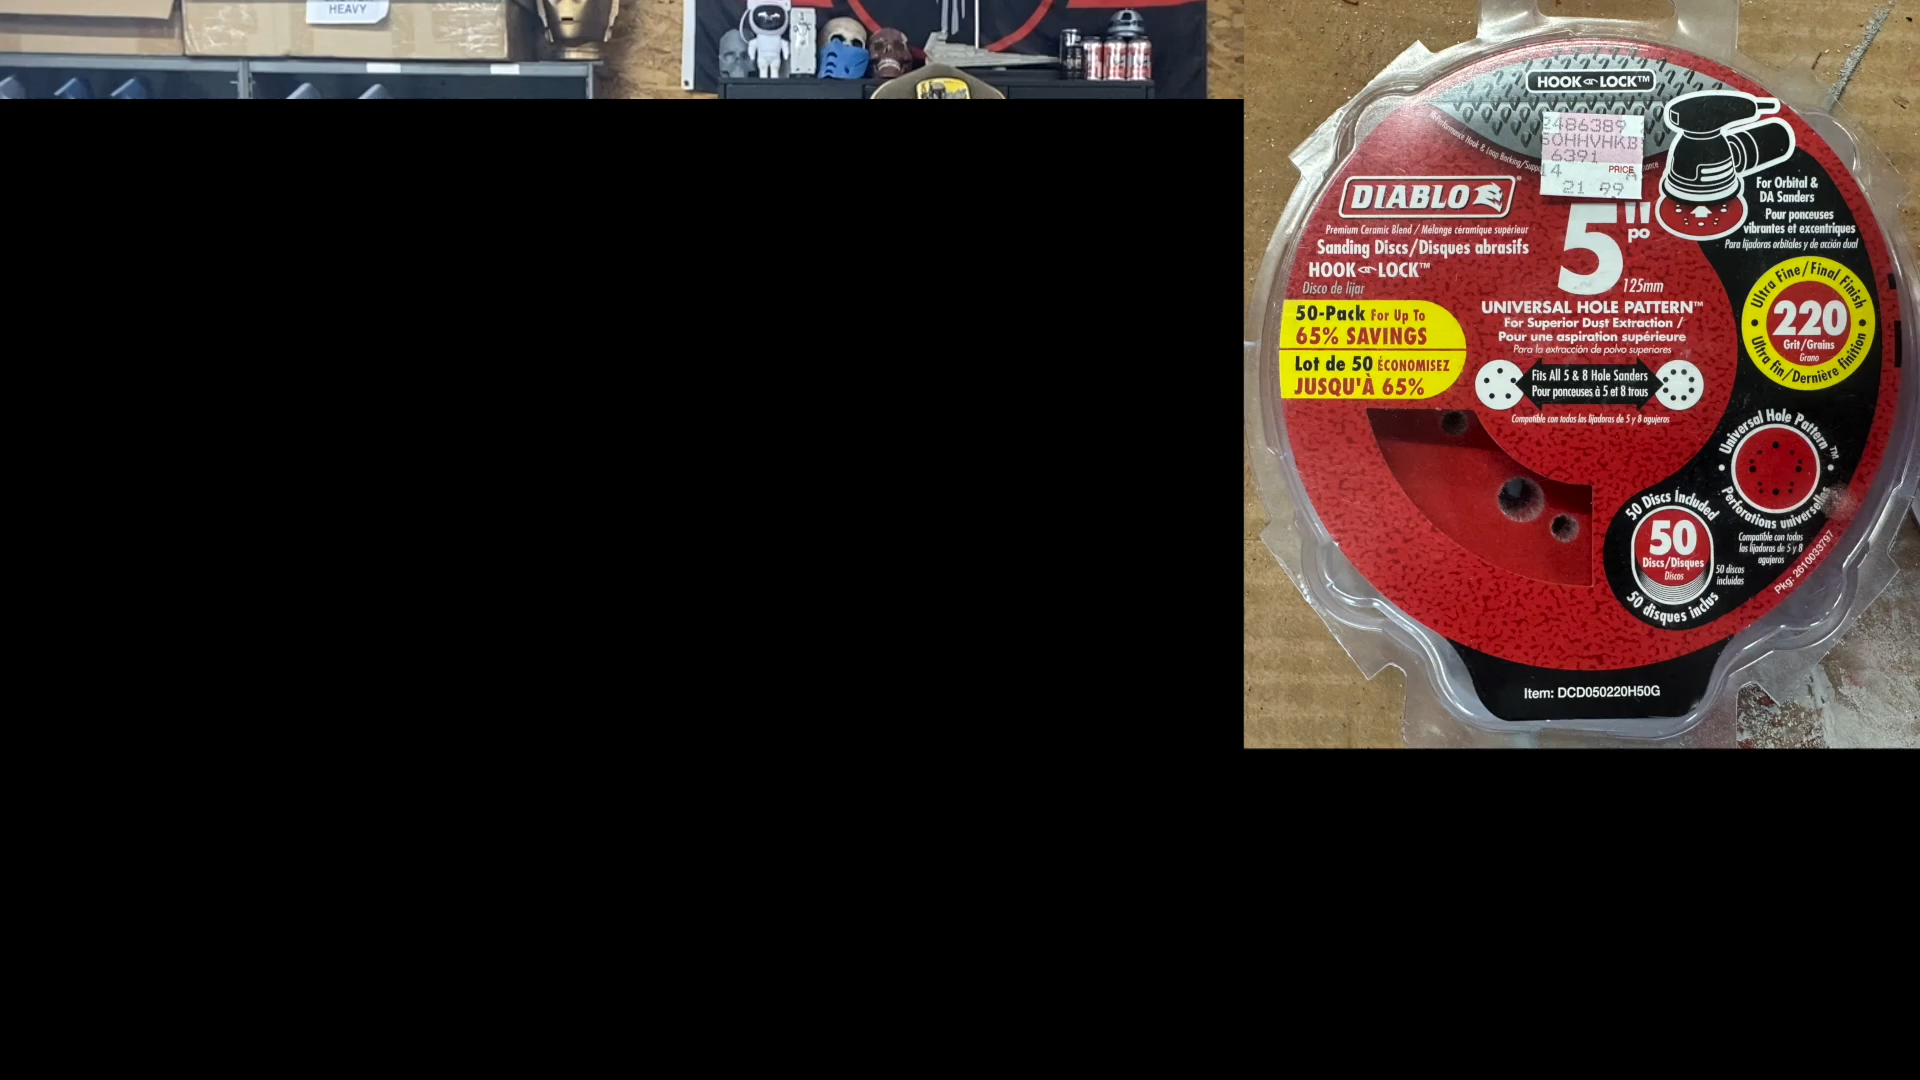 HEAVY
HOOK LOCK™
2486389
50HHVHKB
6391
14 PRICE
21.99
DIABLO
Premium Ceramic Blend / Mélange céramique supérieur
Sanding Discs/Disques abrasifs
HOOK LOCK™
Disco de lijar
50-Pack For Up To
65% SAVINGS
Lot de 50 ÉCONOMISEZ
JUSQU'À 65%
5"
po
125mm
UNIVERSAL HOLE PATTERN™
For Superior Dust Extraction /
Pour une aspiration supérieure
Para la extracción de polvo superiores
Fits All 5 & 8 Hole Sanders
Pour ponceuses à 5 et 8 trous
Compatible con todas las lijadoras de 5 y 8 agujeros
For Orbital &
DA Sanders
Pour ponceuses
vibrantes et excentriques
Para lijadoras orbitales y de acción dual
Ultra Fine/Final Finish
220
Grit/Grains
Grano
Ultra fin/Dernière finition
Universal Hole Pattern™
Perforations universelles
Compatible con todas
las lijadoras de 5 y 8
agujeros
50 Discs Included
50
Discs/Disques
Discos
50 disques inclus
50 discos
incluidas
Pkg: 2610033797
Item: DCD050220H50G